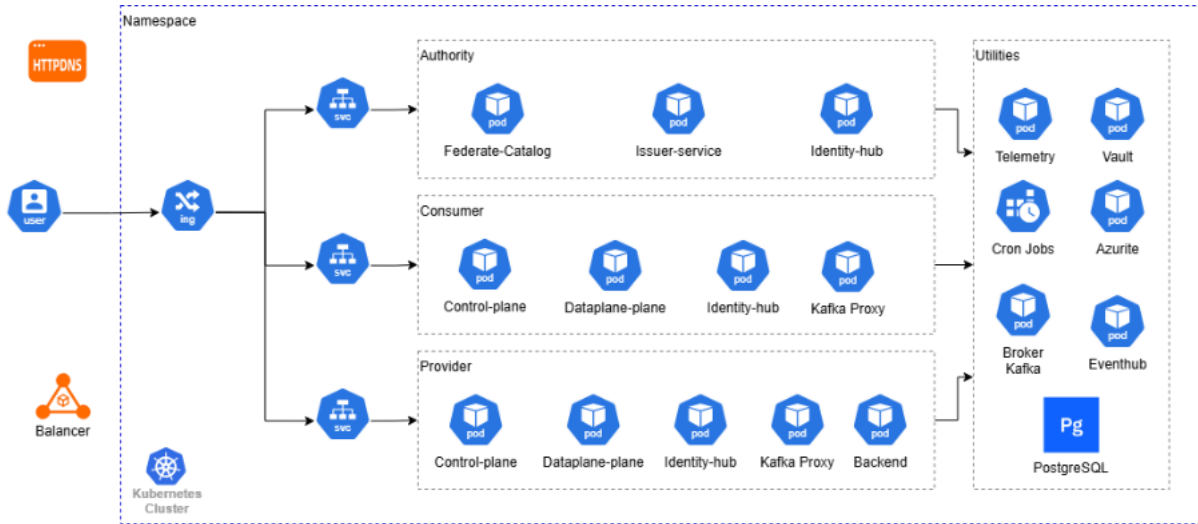 Namespace
HTTPDNS
user
ing
svc
Authority
pod
pod
pod
Federate-Catalog
Issuer-service
Identity-hub
svc
Consumer
pod
pod
pod
pod
Control-plane
Dataplane-plane
Identity-hub
Kafka Proxy
svc
Provider
pod
pod
pod
pod
pod
Control-plane
Dataplane-plane
Identity-hub
Kafka Proxy
Backend
Utilities
pod
pod
Telemetry
Vault
pod
Cron Jobs
Azurite
pod
pod
Broker
Kafka
Eventhub
Pg
PostgreSQL
Balancer
Kubernetes
Cluster